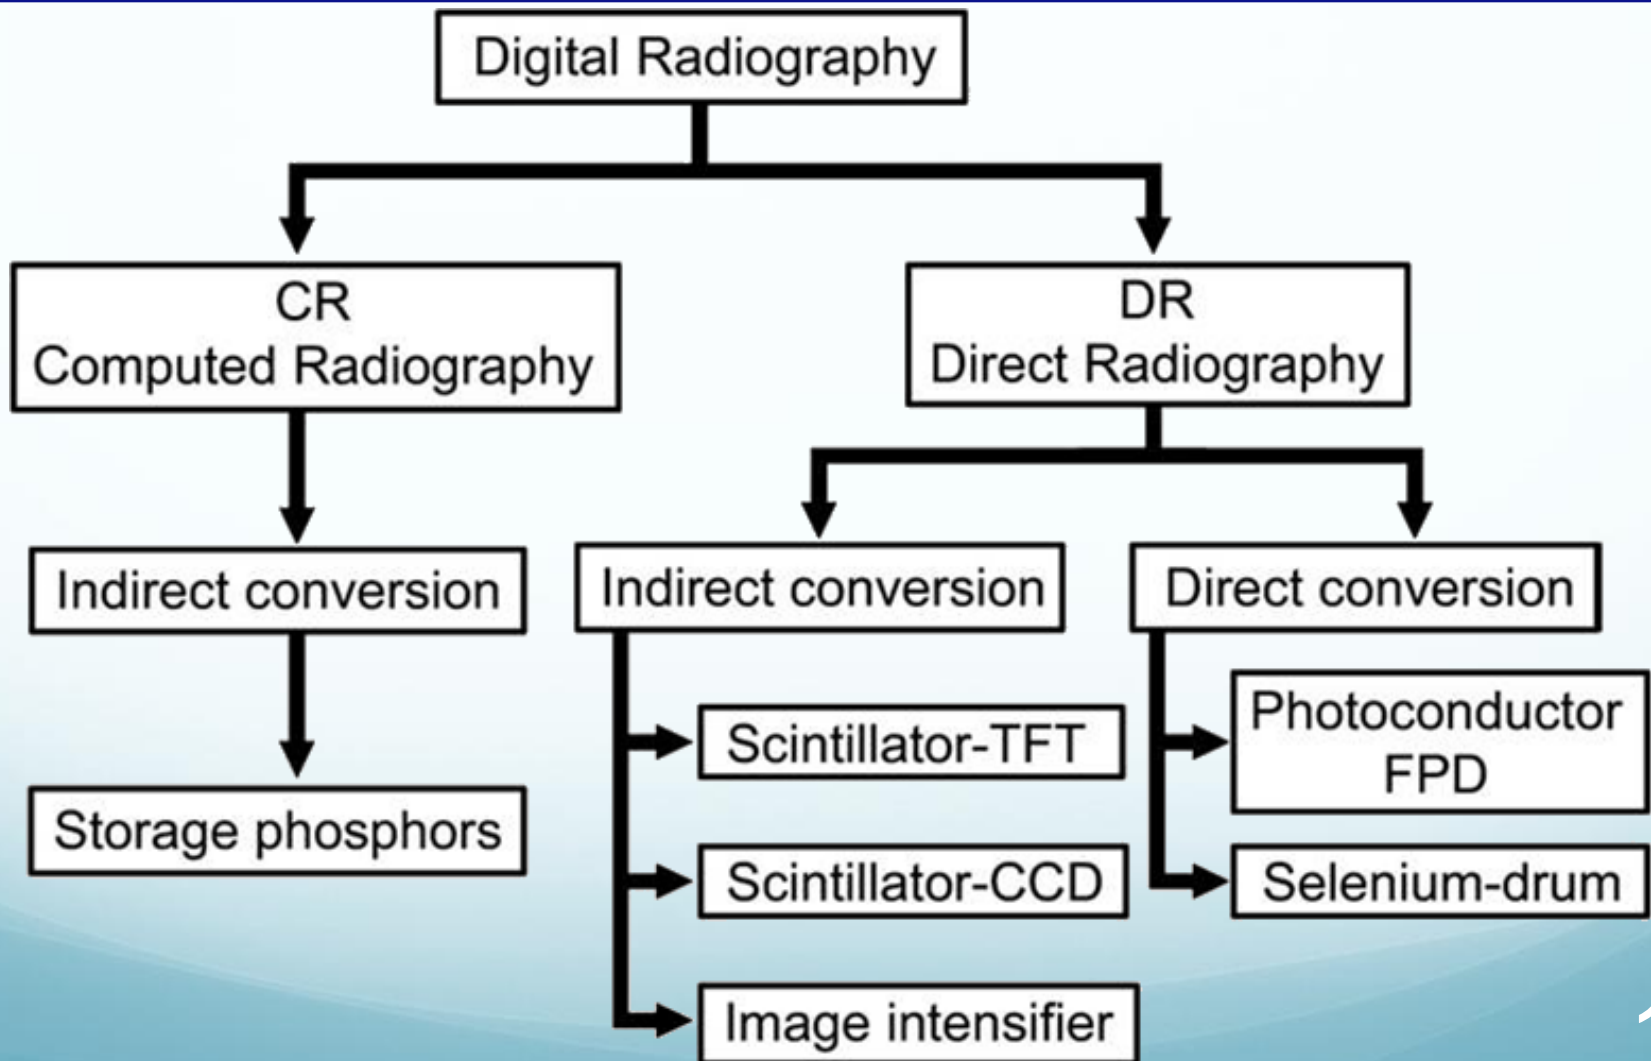 Digital Radiography
CR
Computed Radiography
DR
Direct Radiography
Indirect conversion
Indirect conversion
Direct conversion
Storage phosphors
Scintillator-TFT
Scintillator-CCD
Image intensifier
Photoconductor
FPD
Selenium-drum